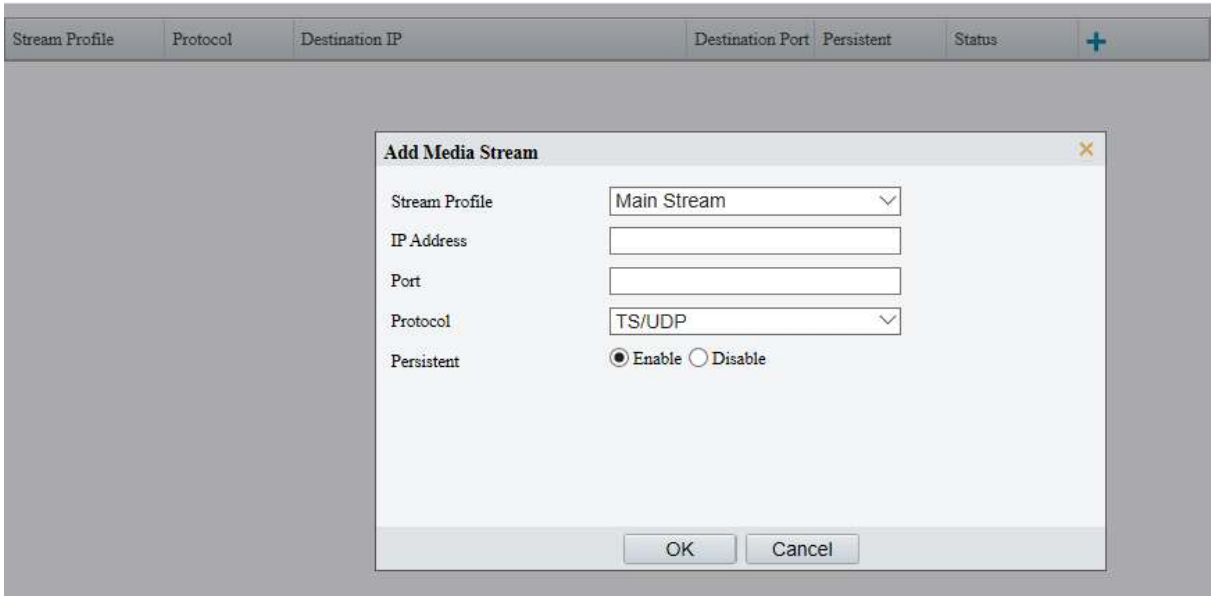 Stream Profile Protocol Destination IP Destination Port Persistent Status
Add Media Stream
Stream Profile Main Stream
IP Address
Port
Protocol TS/UDP
Persistent Enable Disable
OK Cancel